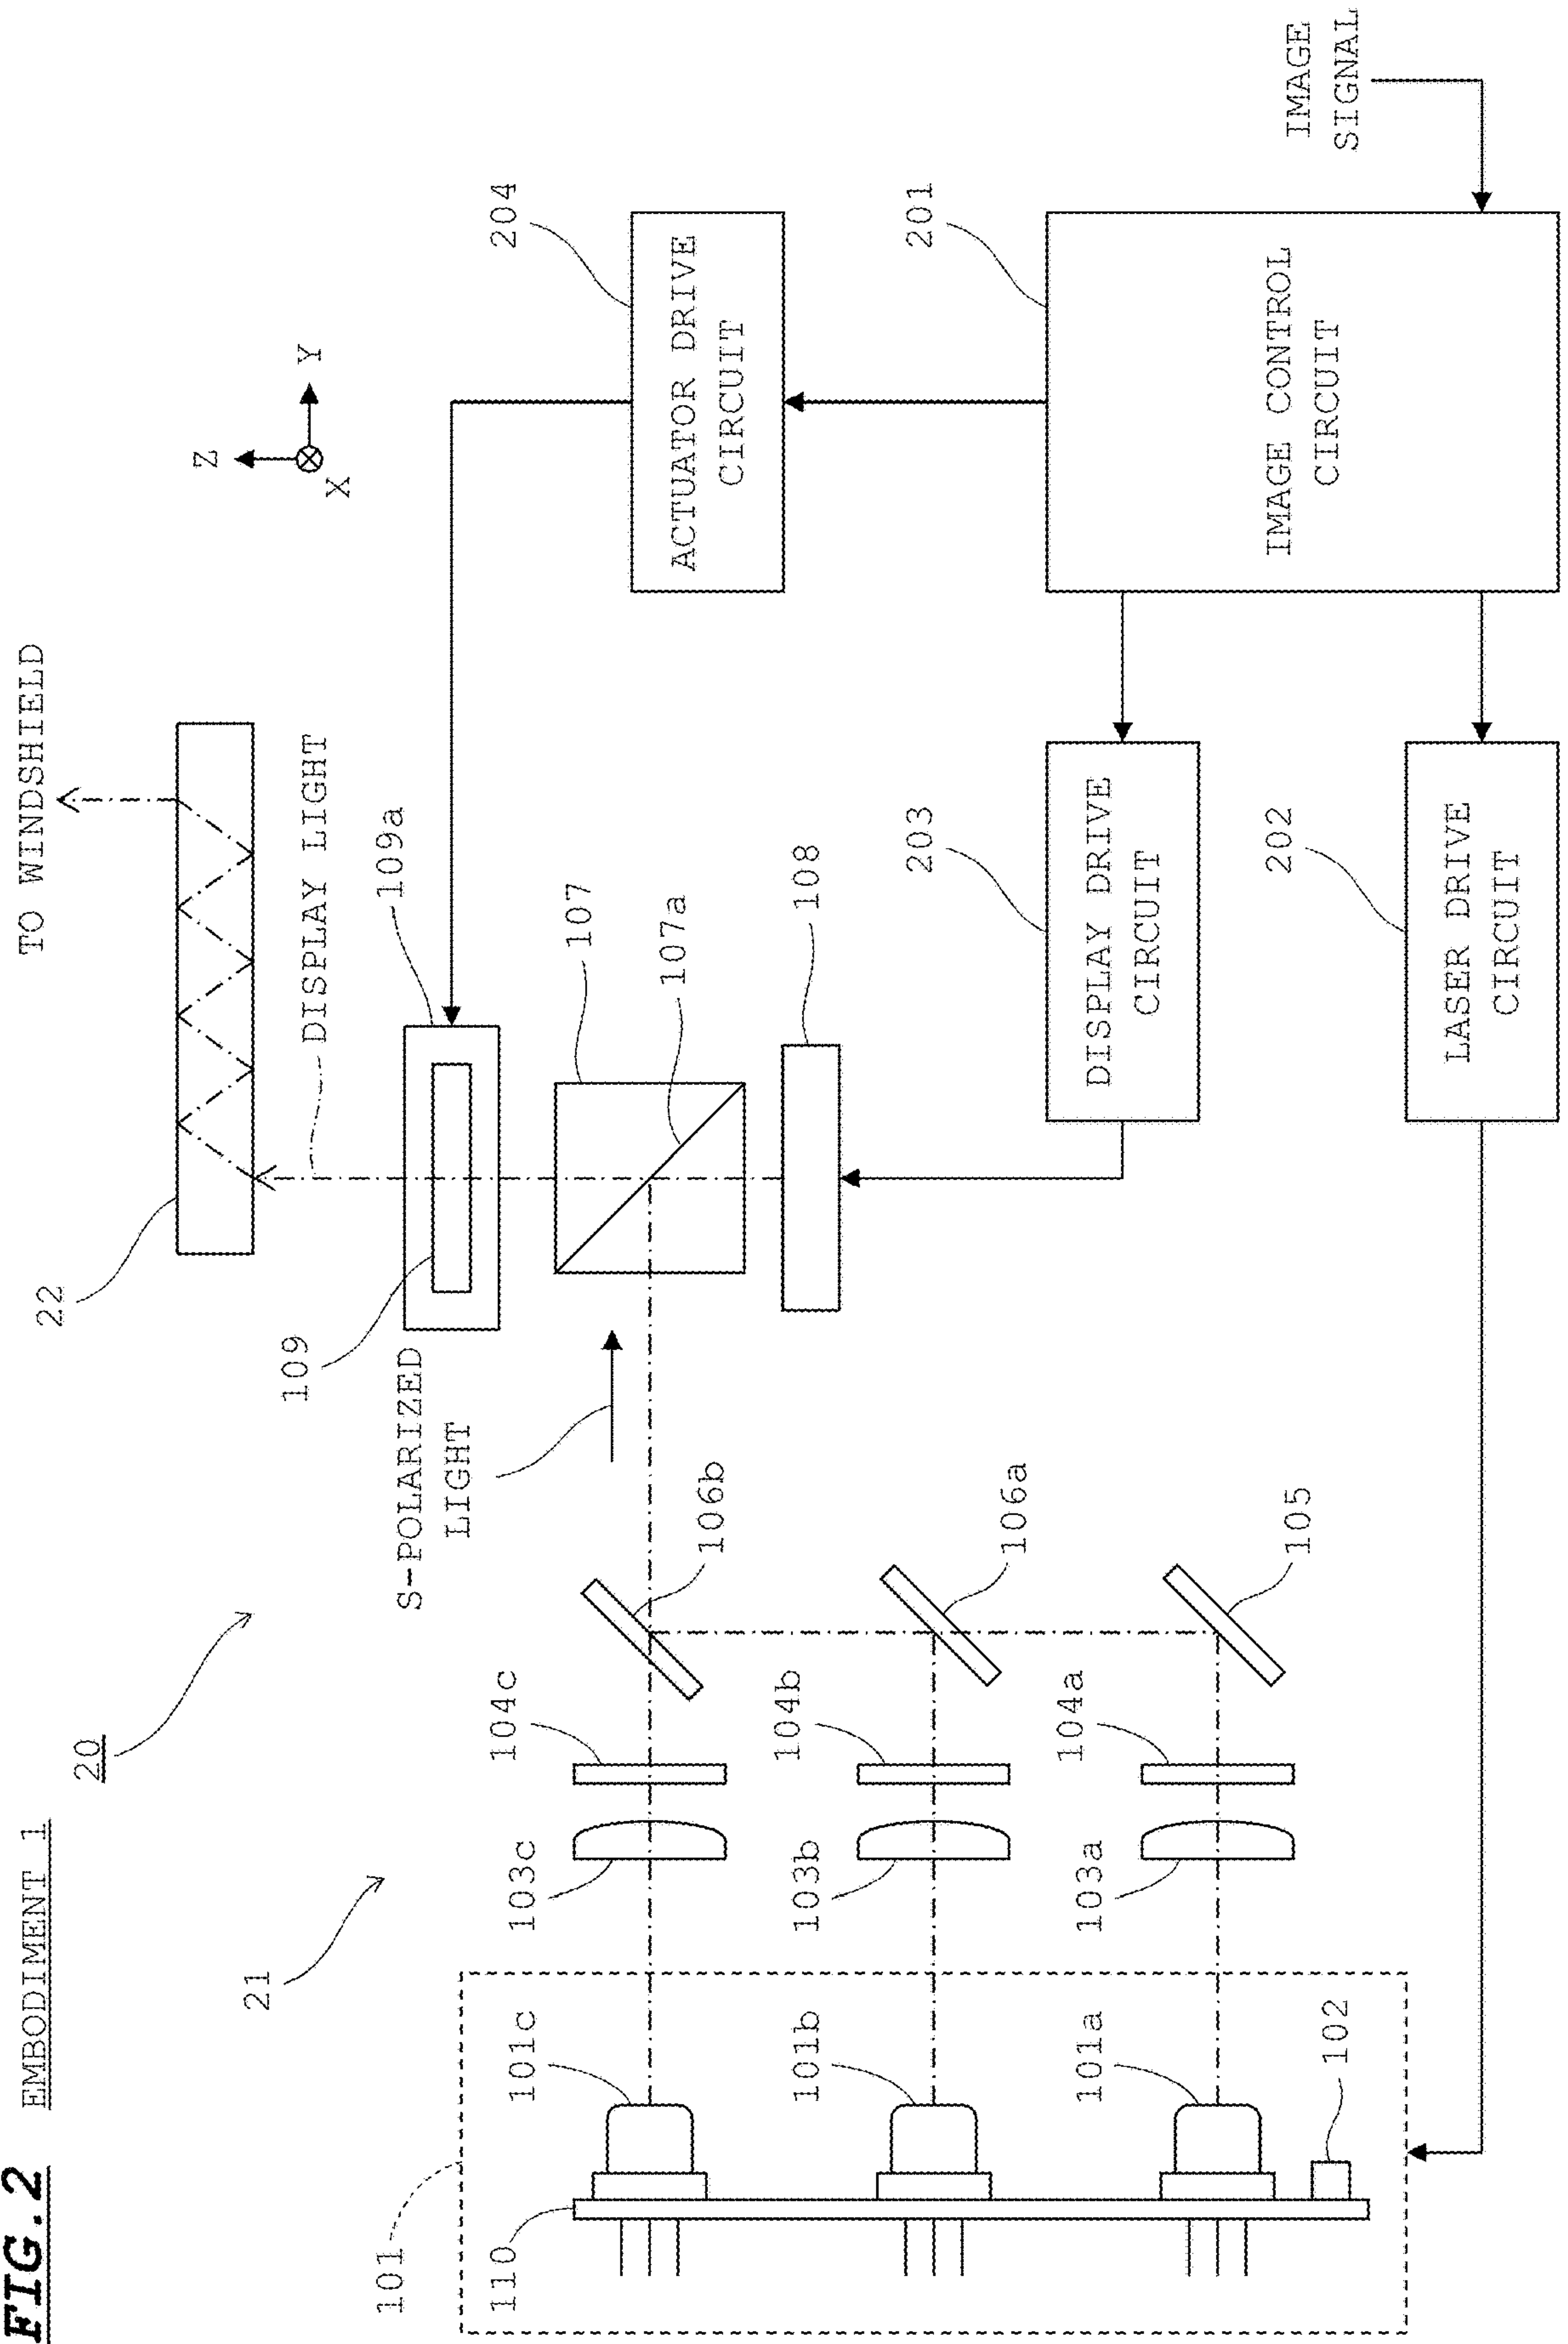 FIG.2 EMBODIMENT 1
20
21
TO WINDSHIELD
22
DISPLAY LIGHT
Z
Y
X
109
109a
204
ACTUATOR DRIVE
CIRCUIT
S-POLARIZED
LIGHT
107
107a
108
101
110
101c
103c
104c
106b
101b
103b
104b
106a
101a
103a
104a
105
102
203
DISPLAY DRIVE
CIRCUIT
202
LASER DRIVE
CIRCUIT
201
IMAGE CONTROL
CIRCUIT
IMAGE
SIGNAL